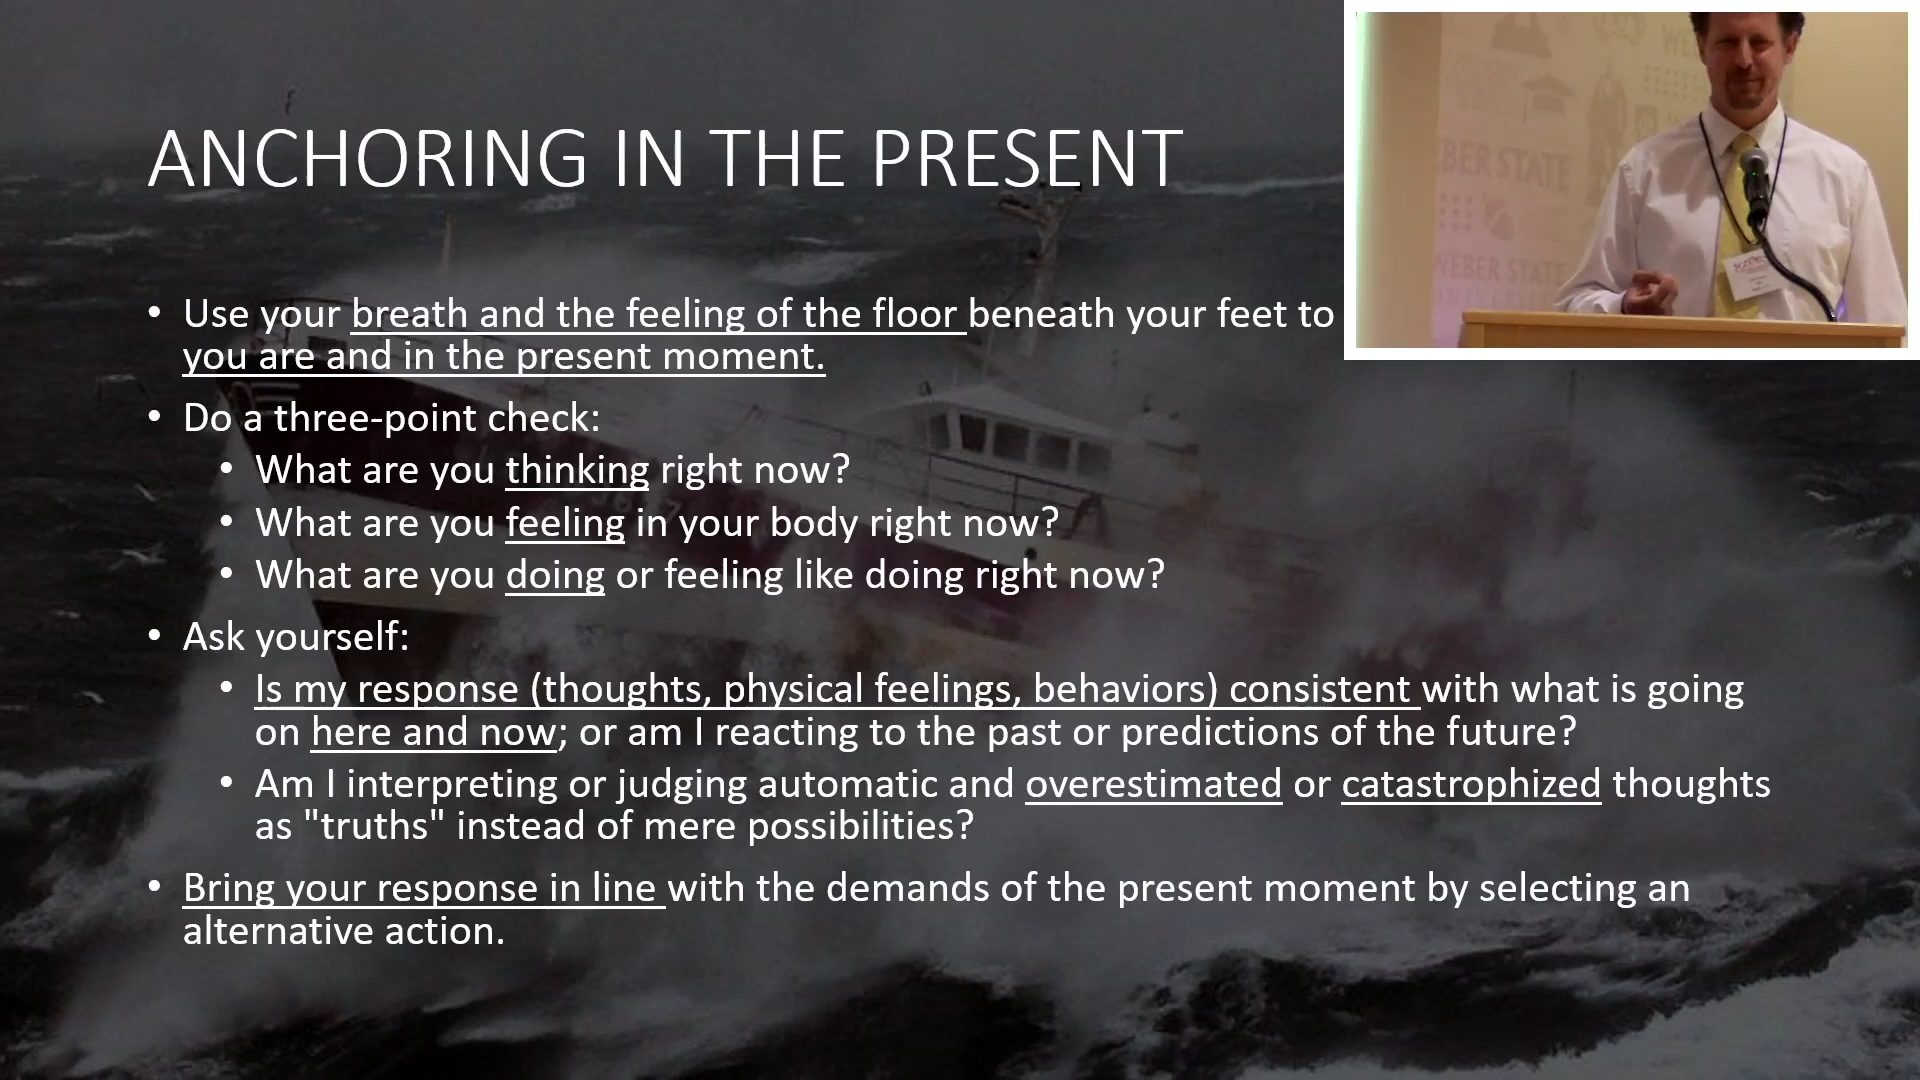 ANCHORING IN THE PRESENT
• Use your breath and the feeling of the floor beneath your feet to
you are and in the present moment.
• Do a three-point check:
• What are you thinking right now?
• What are you feeling in your body right now?
• What are you doing or feeling like doing right now?
• Ask yourself:
• Is my response (thoughts, physical feelings, behaviors) consistent with what is going
on here and now; or am I reacting to the past or predictions of the future?
• Am I interpreting or judging automatic and overestimated or catastrophized thoughts
as "truths" instead of mere possibilities?
• Bring your response in line with the demands of the present moment by selecting an
alternative action.
BER STATE
WEBER STATE